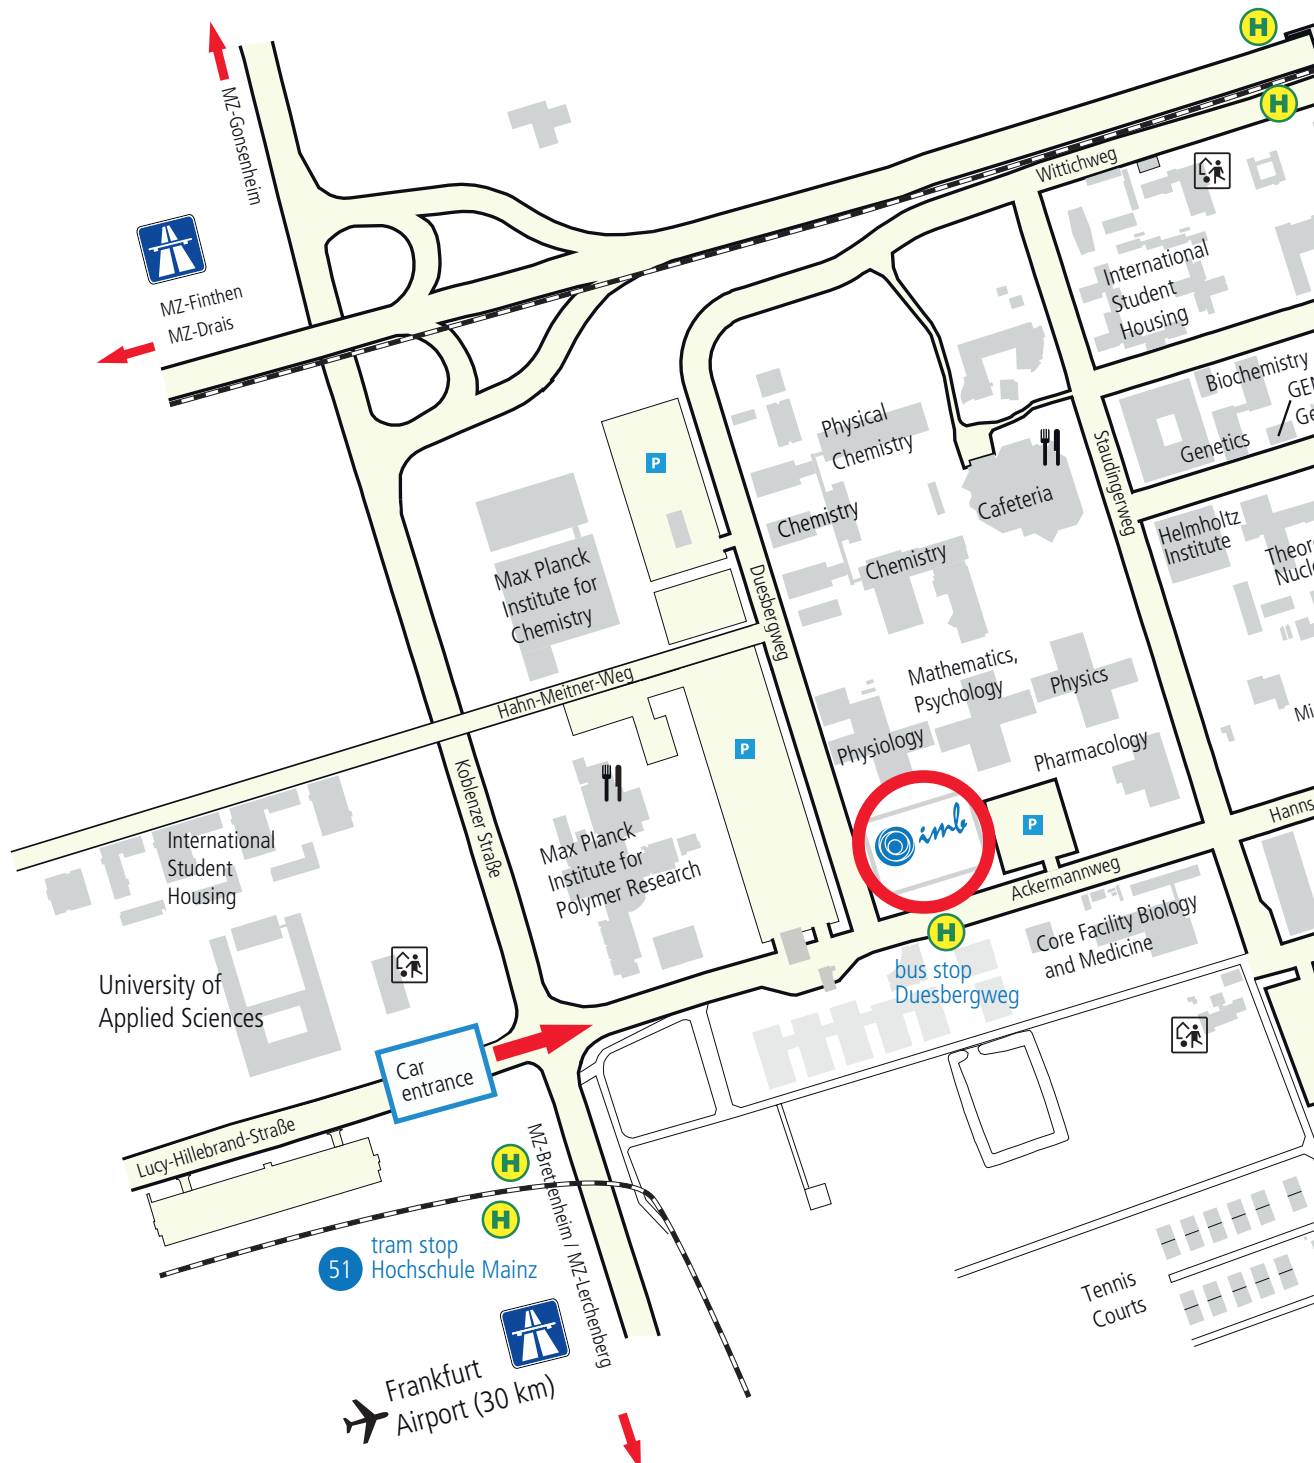 H
H
MZ-Gonsenheim
Wittichweg
MZ-Finthen
MZ-Drais
International
Student
Housing
Biochemistry
Genetics
Physical
Chemistry
P
Staudingerweg
Cafeteria
Chemistry
Chemistry
Helmholtz
Institute
Max Planck
Institute for
Chemistry
Duesbergweg
Hahn-Meitner-Weg
Mathematics,
Psychology
Physics
Physiology
Pharmacology
P
Koblenzer Straße
imb
P
Hanns
International
Student
Housing
Max Planck
Institute for
Polymer Research
Ackermannweg
H
bus stop
Duesbergweg
Core Facility Biology
and Medicine
University of
Applied Sciences
Car
entrance
Lucy-Hillebrand-Straße
MZ-Bretzenheim / MZ-Lerchenberg
H
H
51
tram stop
Hochschule Mainz
Tennis
Courts
Frankfurt
Airport (30 km)